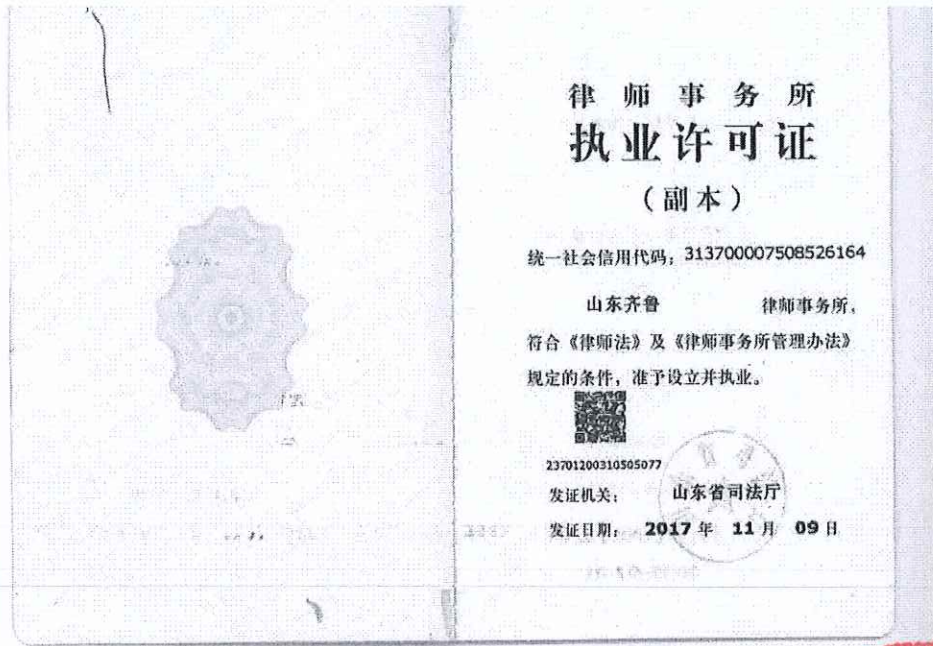 律师事务所
执业许可证
（副本）
统一社会信用代码：313700007508526164
山东齐鲁 律师事务所，
符合《律师法》及《律师事务所管理办法》
规定的条件，准予设立并执业。
23701200310505077
发证机关： 山东省司法厅
发证日期： 2017 年 11 月 09 日